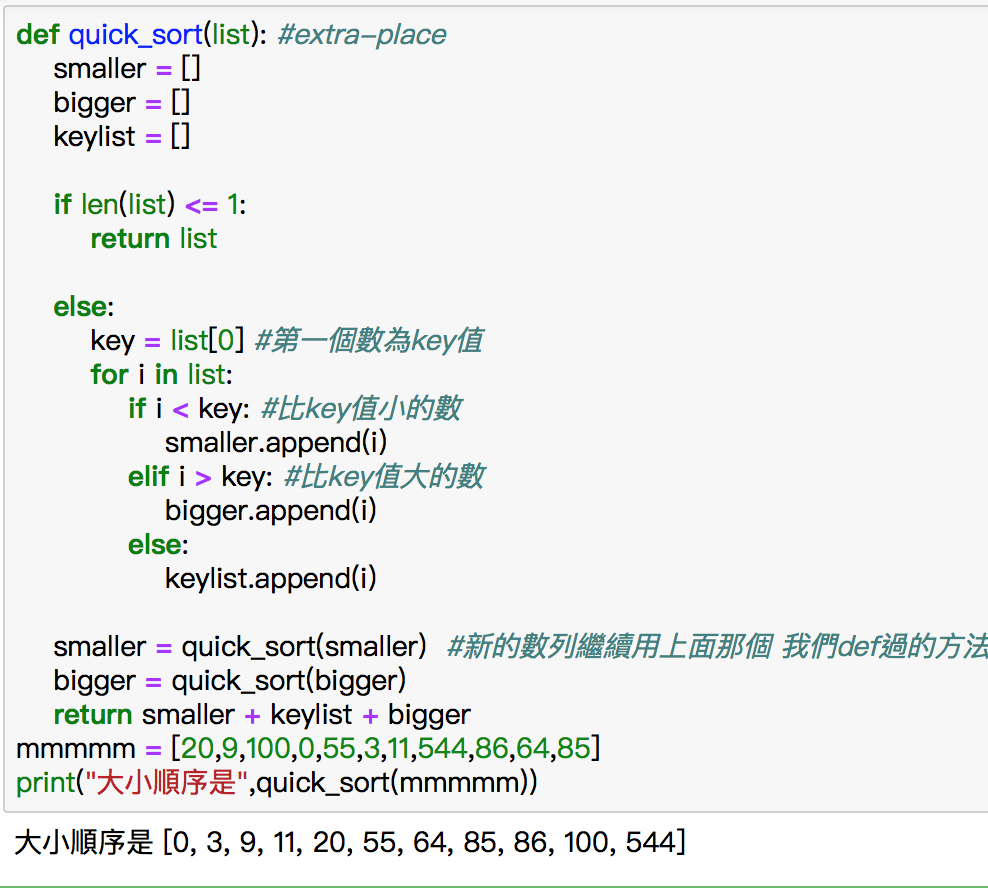 def quick_sort(list): #extra-place
smaller = []
bigger = []
keylist = []
if len(list) <= 1:
return list
else:
key = list[0] #第一個數為key值
for i in list:
if i < key: #比key值小的數
smaller.append(i)
elif i > key: #比key值大的數
bigger.append(i)
else:
keylist.append(i)
smaller = quick_sort(smaller) #新的數列繼續用上面那個 我們def過的方法
bigger = quick_sort(bigger)
return smaller + keylist + bigger
mmmmm = [20,9,100,0,55,3,11,544,86,64,85]
print("大小順序是",quick_sort(mmmmm))
大小順序是 [0, 3, 9, 11, 20, 55, 64, 85, 86, 100, 544]